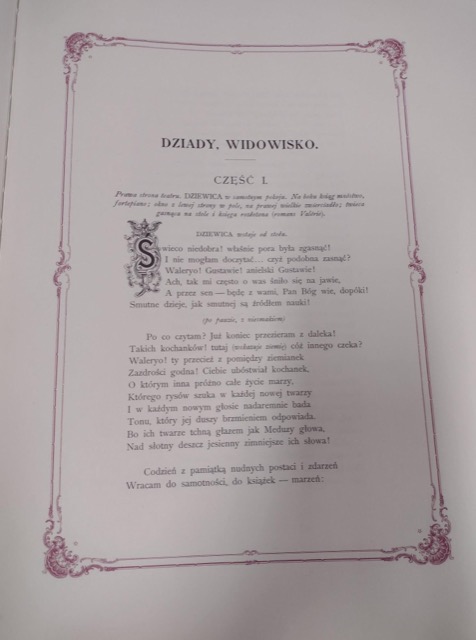 DZIADY, WIDOWISKO.
CZĘŚĆ I.
Prawa strona teatru. DZIEWICA w samotnym pokoju. Na boku ksiąg mnóstwo,
fortepiano; okno z lewej strony w pole, na prawej wielkie zwierciadło; świeca
gasnąca na stole i księga rozłożona (romans Valérie).
DZIEWICA wstaje od stołu.
Świeco niedobra! właśnie pora była zgasnąć!
I nie mogłam doczytać... czyż podobna zasnąć?
Waleryo! Gustawie! anielski Gustawie!
Ach, tak mi często o was śniło się na jawie,
A przez sen — będę z wami, Pan Bóg wie, dopóki!
Smutne dzieje, jak smutnej są źródłem nauki!
(po pauzie, z niesmakiem)
Po co czytam? Już koniec przezieram z daleka!
Takich kochanków! tutaj (wskazuje ziemię) cóż innego czeka?
Waleryo! ty przecież z pomiędzy ziemianek
Zazdrości godna! Ciebie ubóstwiał kochanek,
O którym inna próżno całe życie marzy,
Którego rysów szuka w każdej nowej twarzy
I w każdym nowym głosie nadaremnie bada
Tonu, który jej duszy brzmieniem odpowiada.
Bo ich twarze tchną głazem jak Meduzy głowa,
Nad słotny deszcz jesienny zimniejsze ich słowa!
Codzień z pamiątką nudnych postaci i zdarzeń
Wracam do samotności, do książek — marzeń: